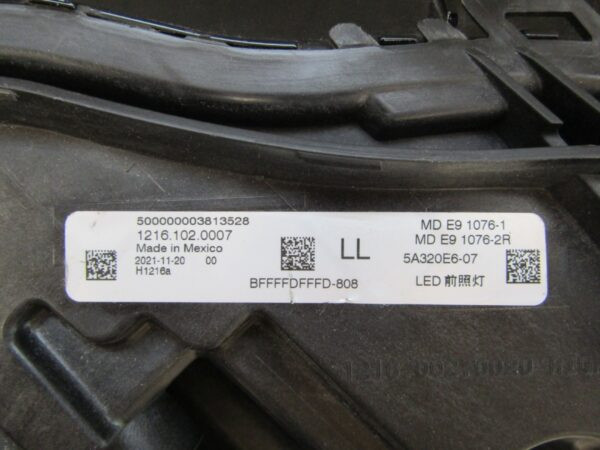 500000003813528
1216.102.0007
Made in Mexico
2021-11-20 00
H1216a
LL
BFFFFDFFFD-808
MD E9 1076-1
MD E9 1076-2R
5A320E6-07
LED 前照灯